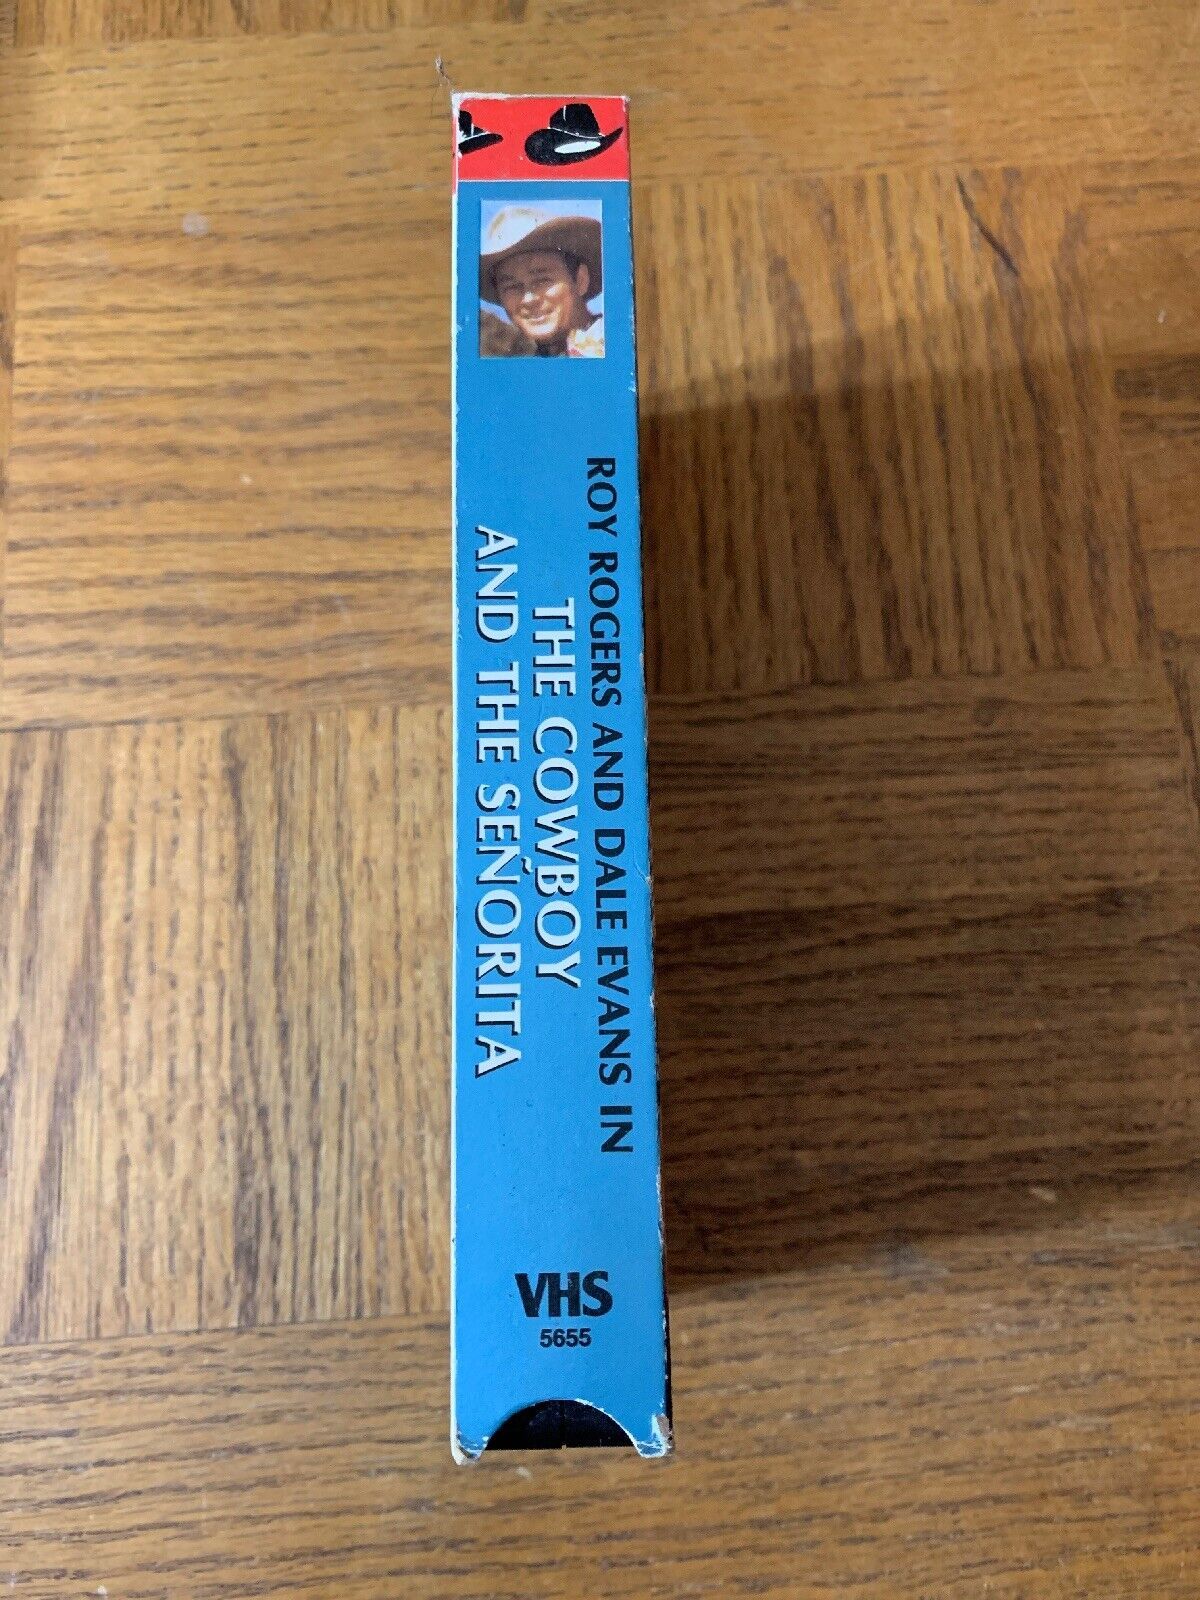 ROY ROGERS AND DALE EVANS IN
THE COWBOY
AND THE SEÑORITA
VHS
5655